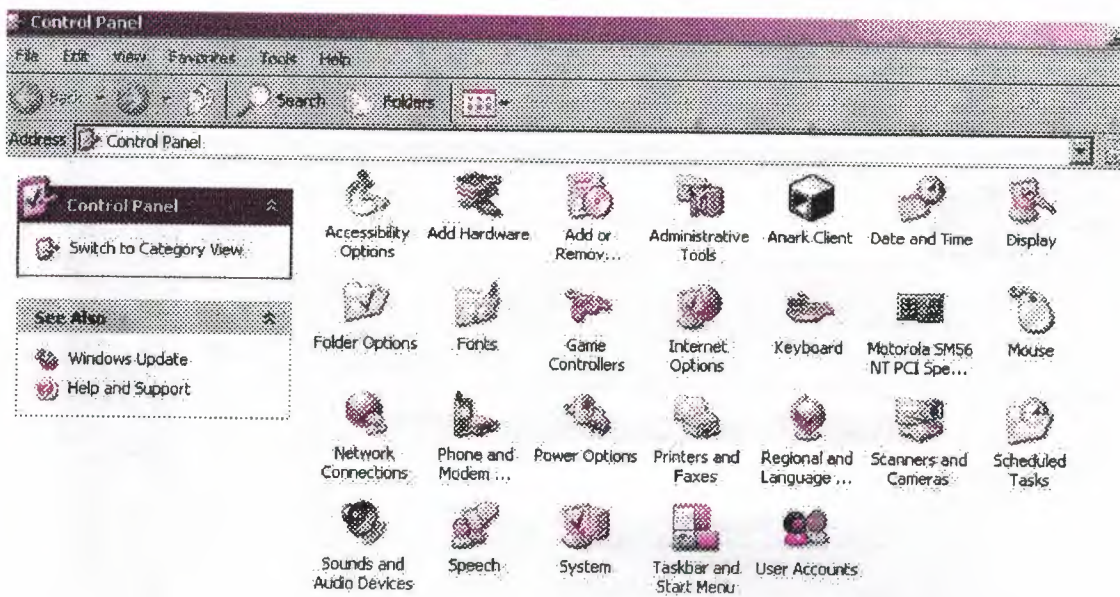 Control Panel
File Edit View Favorites Tools Help
Back Search Folders
Address Control Panel
Control Panel
Switch to Category View
See Also
Windows Update
Help and Support
Accessibility Options
Add Hardware
Add or Remov...
Administrative Tools
Anark Client
Date and Time
Display
Folder Options
Fonts
Game Controllers
Internet Options
Keyboard
Motorola SM56 NT PCI Spe...
Mouse
Network Connections
Phone and Modem ...
Power Options
Printers and Faxes
Regional and Language ...
Scanners and Cameras
Scheduled Tasks
Sounds and Audio Devices
Speech
System
Taskbar and Start Menu
User Accounts